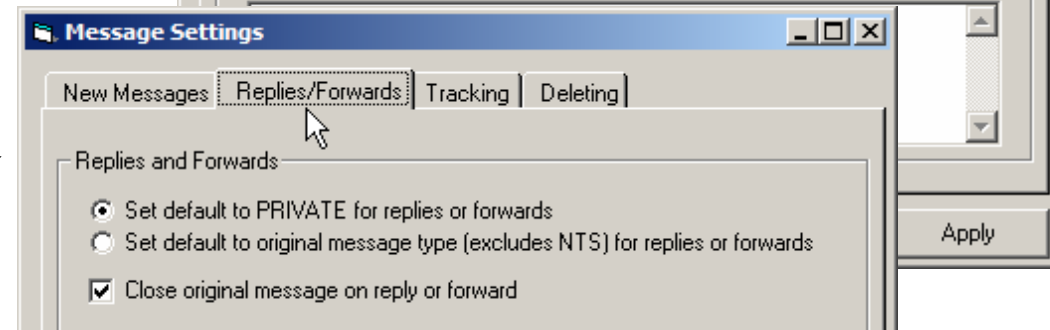 Message Settings
New Messages Replies/Forwards Tracking Deleting
Replies and Forwards
Set default to PRIVATE for replies or forwards
Set default to original message type (excludes NTS) for replies or forwards
Apply
Close original message on reply or forward